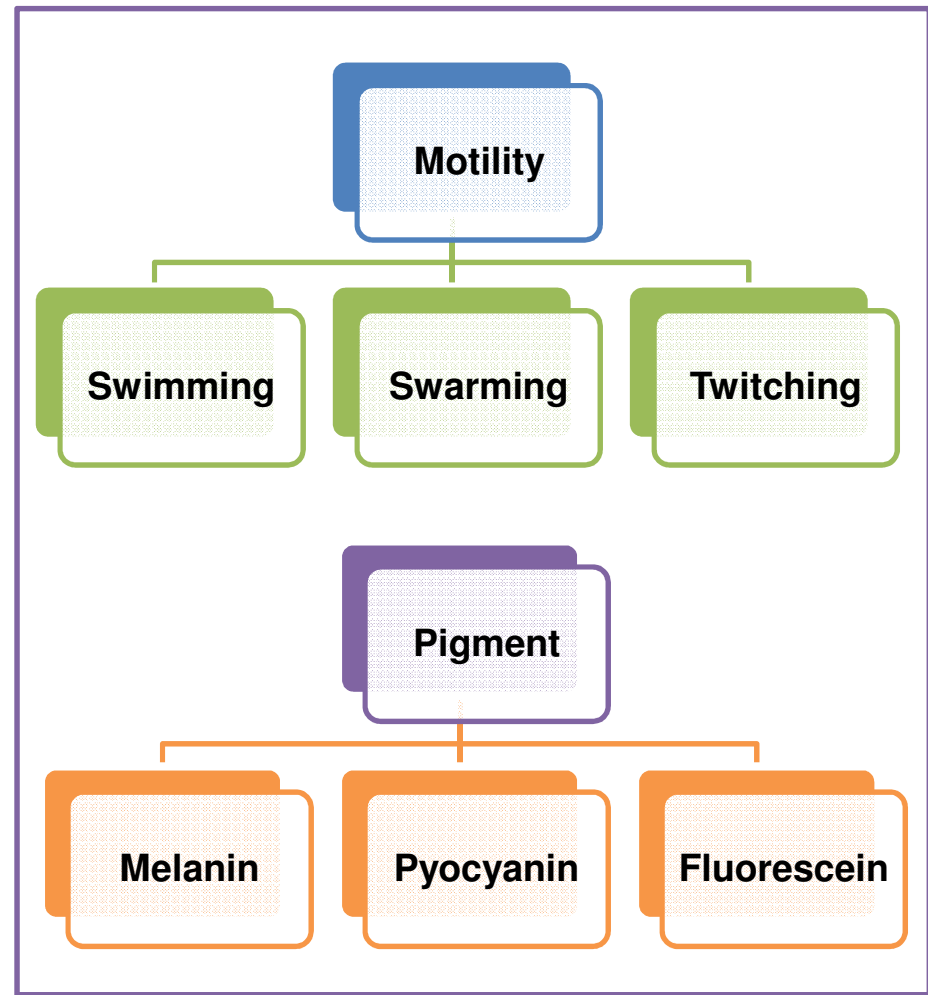 Motility
Swimming
Swarming
Twitching
Pigment
Melanin
Pyocyanin
Fluorescein